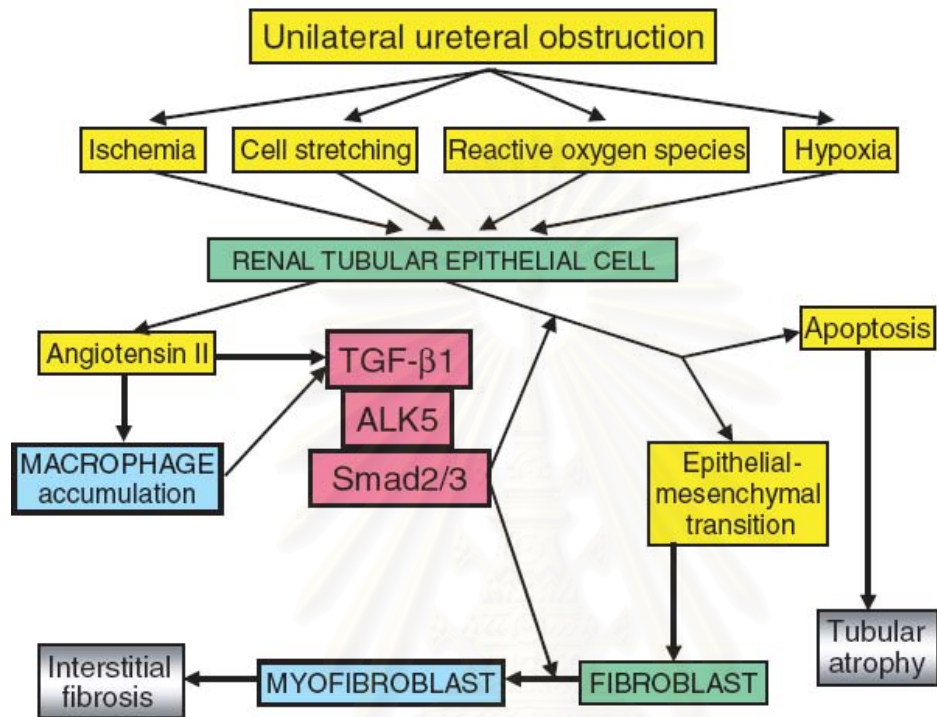 Unilateral ureteral obstruction
Ischemia
Cell stretching
Reactive oxygen species
Hypoxia
RENAL TUBULAR EPITHELIAL CELL
Angiotensin II
TGF-β1
Apoptosis
ALK5
MACROPHAGE
accumulation
Smad2/3
Epithelial-
mesenchymal
transition
Interstitial
fibrosis
MYOFIBROBLAST
FIBROBLAST
Tubular
atrophy